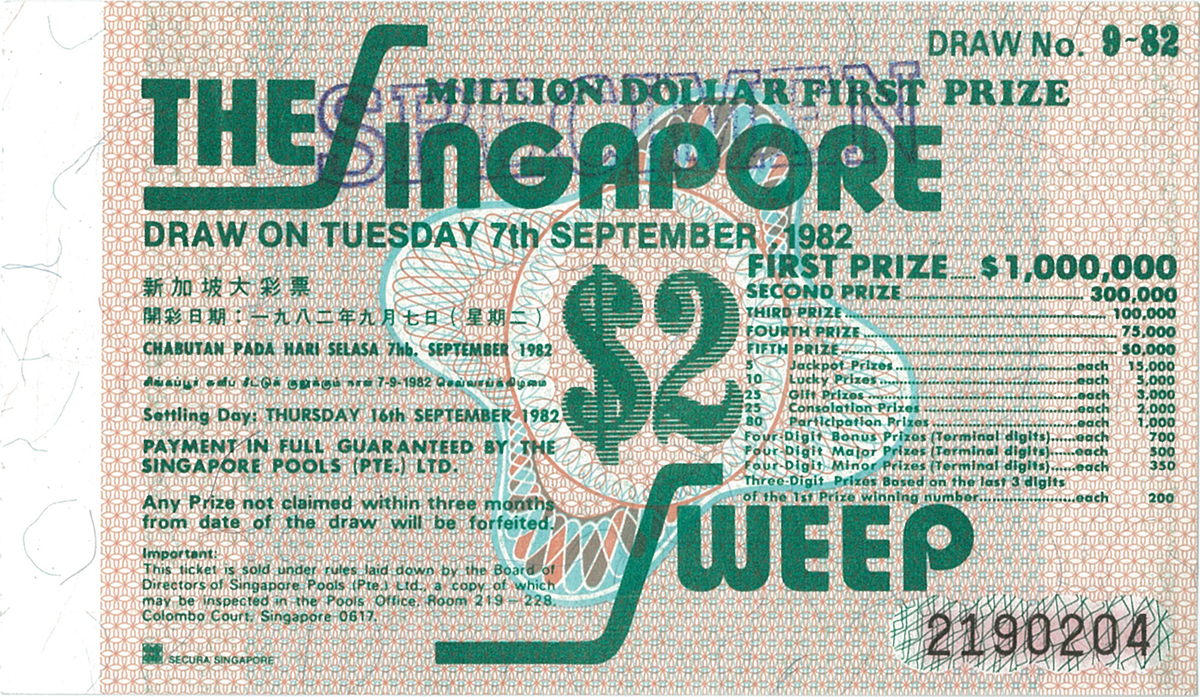 DRAW No. 9-82
SPECIMEN
MILLION DOLLAR FIRST PRIZE
THE SINGAPORE
DRAW ON TUESDAY 7th SEPTEMBER, 1982
新加坡大彩票
開彩日期：一九八二年九月七日（星期二）
CHABUTAN PADA HARI SELASA 7hb. SEPTEMBER 1982
சிங்கப்பூர் சுவீப் சீட்டுக் குலுக்கும் நாள் 7-9-1982 செவ்வாய்க்கிழமை
Settling Day: THURSDAY 16th SEPTEMBER 1982
PAYMENT IN FULL GUARANTEED BY THE
SINGAPORE POOLS (PTE.) LTD.
Any Prize not claimed within three months
from date of the draw will be forfeited.
Important:
This ticket is sold under rules laid down by the Board of
Directors of Singapore Pools (Pte.) Ltd., a copy of which
may be inspected in the Pools Office, Room 219-228,
Colombo Court, Singapore 0617.
SECURA SINGAPORE
$2
FIRST PRIZE ..... $1,000,000
SECOND PRIZE ..... 300,000
THIRD PRIZE ..... 100,000
FOURTH PRIZE ..... 75,000
FIFTH PRIZE ..... 50,000
5 Jackpot Prizes ..... each 15,000
10 Lucky Prizes ..... each 5,000
25 Gift Prizes ..... each 3,000
25 Consolation Prizes ..... each 2,000
80 Participation Prizes ..... each 1,000
Four-Digit Bonus Prizes (Terminal digits) ..... each 700
Four-Digit Major Prizes (Terminal digits) ..... each 500
Four-Digit Minor Prizes (Terminal digits) ..... each 350
Three-Digit Prizes Based on the last 3 digits
of the 1st Prize winning number ..... each 200
SWEEP
2190204